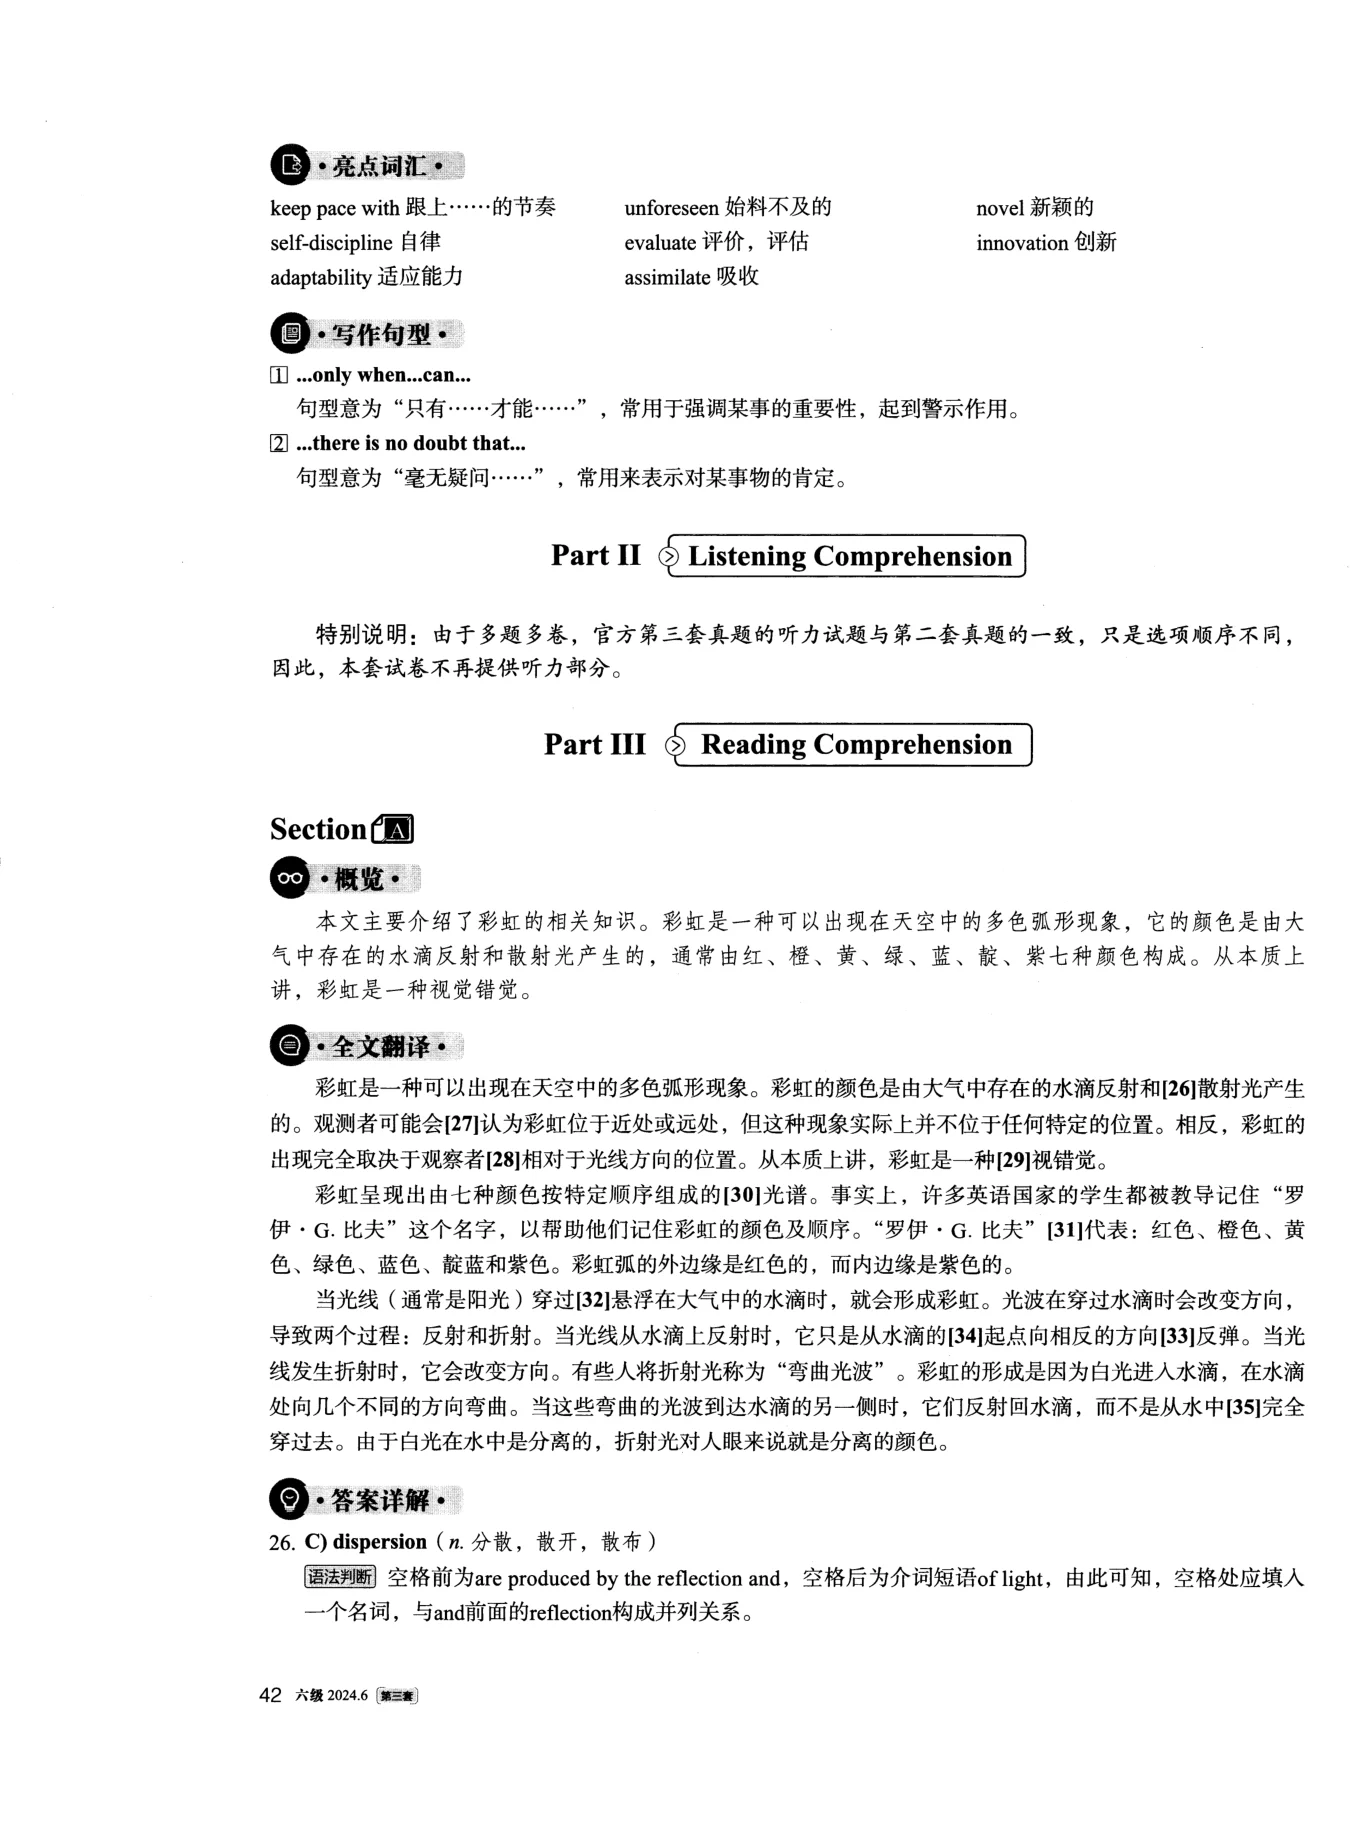 ·亮点词汇·
keep pace with 跟上……的节奏 unforeseen 始料不及的 novel 新颖的
self-discipline 自律 evaluate 评价，评估 innovation 创新
adaptability 适应能力 assimilate 吸收
·写作句型·
1 ...only when...can...
句型意为“只有……才能……”，常用于强调某事的重要性，起到警示作用。
2 ...there is no doubt that...
句型意为“毫无疑问……”，常用来表示对某事物的肯定。
Part II Listening Comprehension
特别说明：由于多题多卷，官方第三套真题的听力试题与第二套真题的一致，只是选项顺序不同，
因此，本套试卷不再提供听力部分。
Part III Reading Comprehension
Section A
·概览·
本文主要介绍了彩虹的相关知识。彩虹是一种可以出现在天空中的多色弧形现象，它的颜色是由大
气中存在的水滴反射和散射光产生的，通常由红、橙、黄、绿、蓝、靛、紫七种颜色构成。从本质上
讲，彩虹是一种视觉错觉。
·全文翻译·
彩虹是一种可以出现在天空中的多色弧形现象。彩虹的颜色是由大气中存在的水滴反射和[26]散射光产生
的。观测者可能会[27]认为彩虹位于近处或远处，但这种现象实际上并不位于任何特定的位置。相反，彩虹的
出现完全取决于观察者[28]相对于光线方向的位置。从本质上讲，彩虹是一种[29]视错觉。
彩虹呈现出由七种颜色按特定顺序组成的[30]光谱。事实上，许多英语国家的学生都被教导记住“罗
伊·G. 比夫”这个名字，以帮助他们记住彩虹的颜色及顺序。“罗伊·G. 比夫”[31]代表：红色、橙色、黄
色、绿色、蓝色、靛蓝和紫色。彩虹弧的外边缘是红色的，而内边缘是紫色的。
当光线（通常是阳光）穿过[32]悬浮在大气中的水滴时，就会形成彩虹。光波在穿过水滴时会改变方向，
导致两个过程：反射和折射。当光线从水滴上反射时，它只是从水滴的[34]起点向相反的方向[33]反弹。当光
线发生折射时，它会改变方向。有些人将折射光称为“弯曲光波”。彩虹的形成是因为白光进入水滴，在水滴
处向几个不同的方向弯曲。当这些弯曲的光波到达水滴的另一侧时，它们反射回水滴，而不是从水中[35]完全
穿过去。由于白光在水中是分离的，折射光对人眼来说就是分离的颜色。
·答案详解·
26. C) dispersion（n. 分散，散开，散布）
语法判断 空格前为are produced by the reflection and，空格后为介词短语of light，由此可知，空格处应填入
一个名词，与and前面的reflection构成并列关系。
42 六级 2024.6 第三套